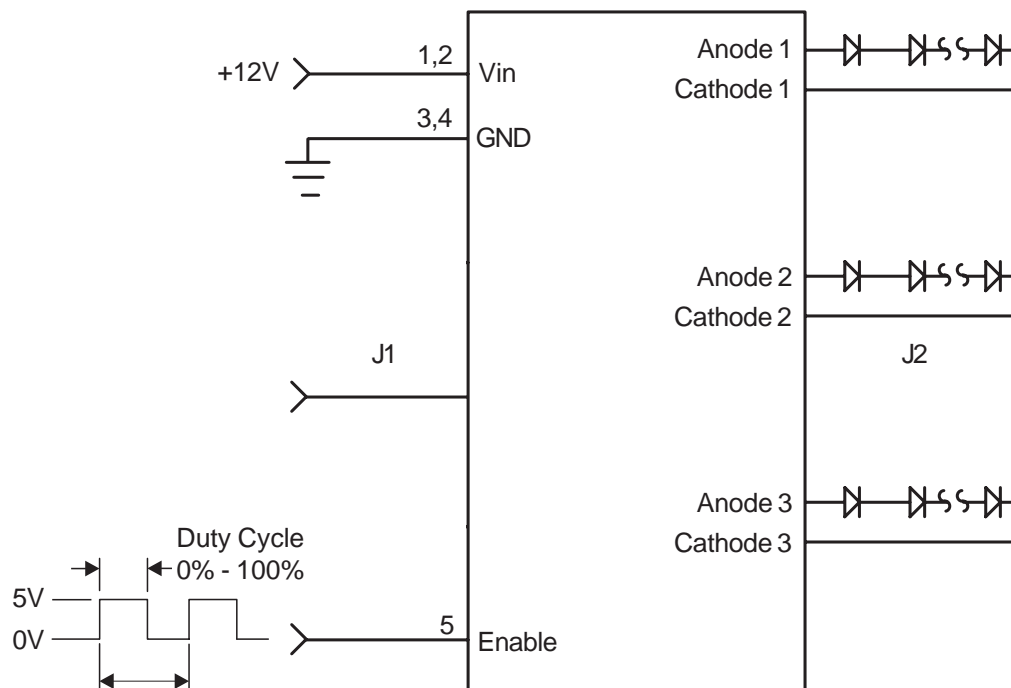 +12V
1,2
Vin
3,4
GND
J1
Duty Cycle
0% - 100%
5V
0V
5
Enable
Anode 1
Cathode 1
Anode 2
Cathode 2
J2
Anode 3
Cathode 3